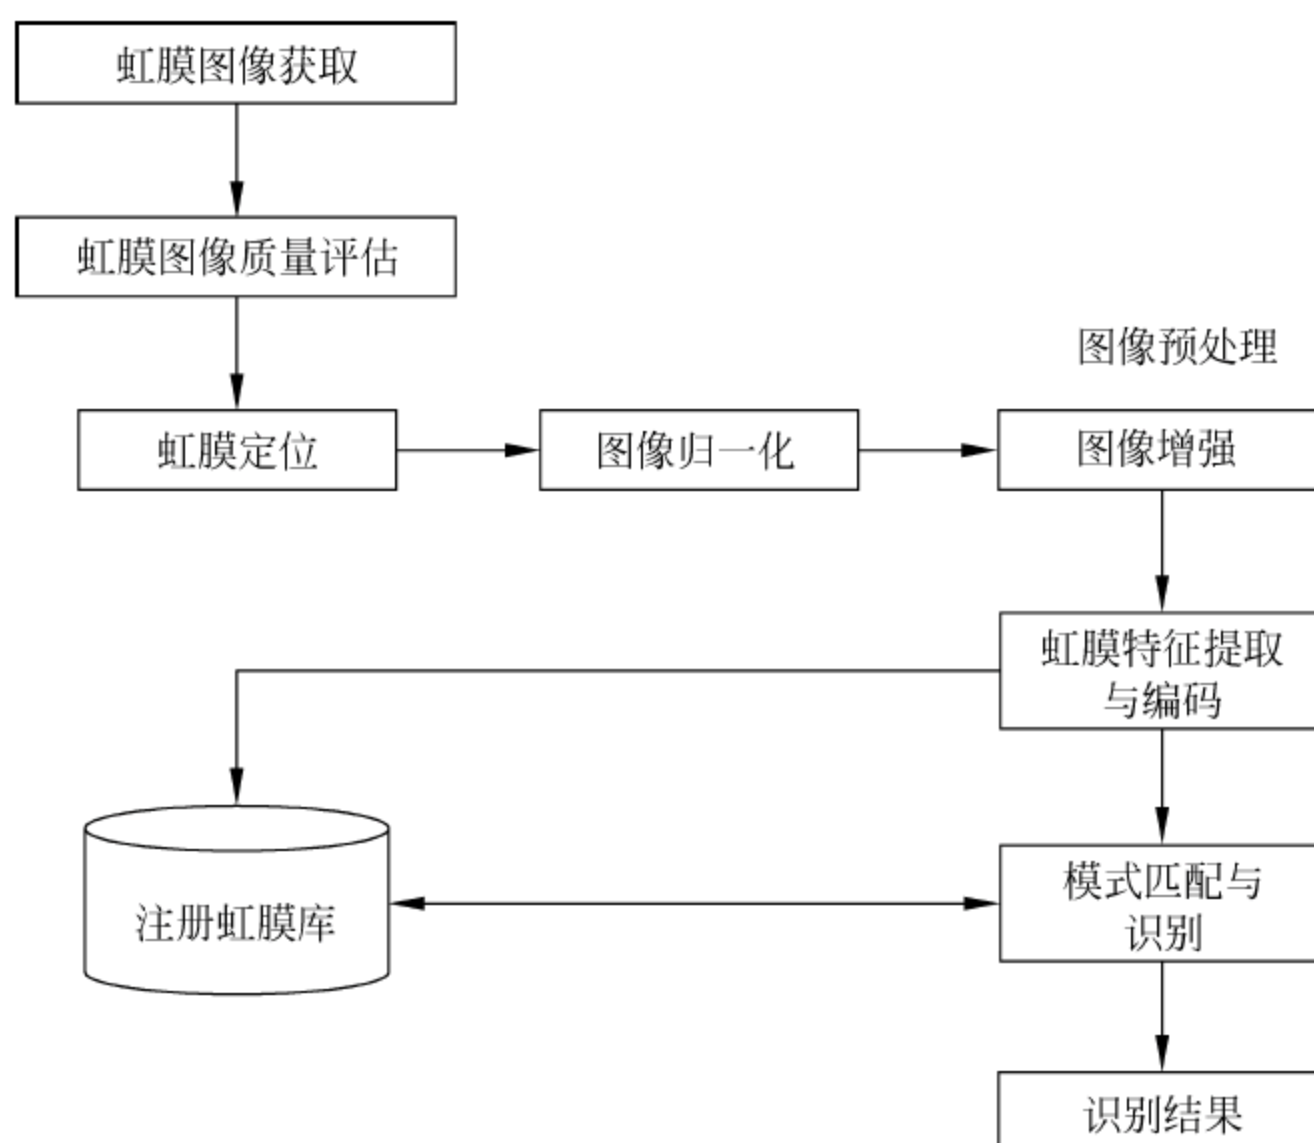 虹膜图像获取
虹膜图像质量评估
图像预处理
虹膜定位
图像归一化
图像增强
虹膜特征提取
与编码
注册虹膜库
模式匹配与
识别
识别结果